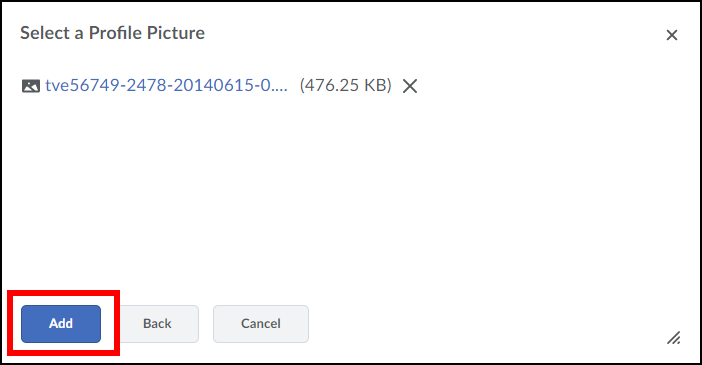 Select a Profile Picture
tve56749-2478-20140615-0.... (476.25 KB)
Add Back Cancel